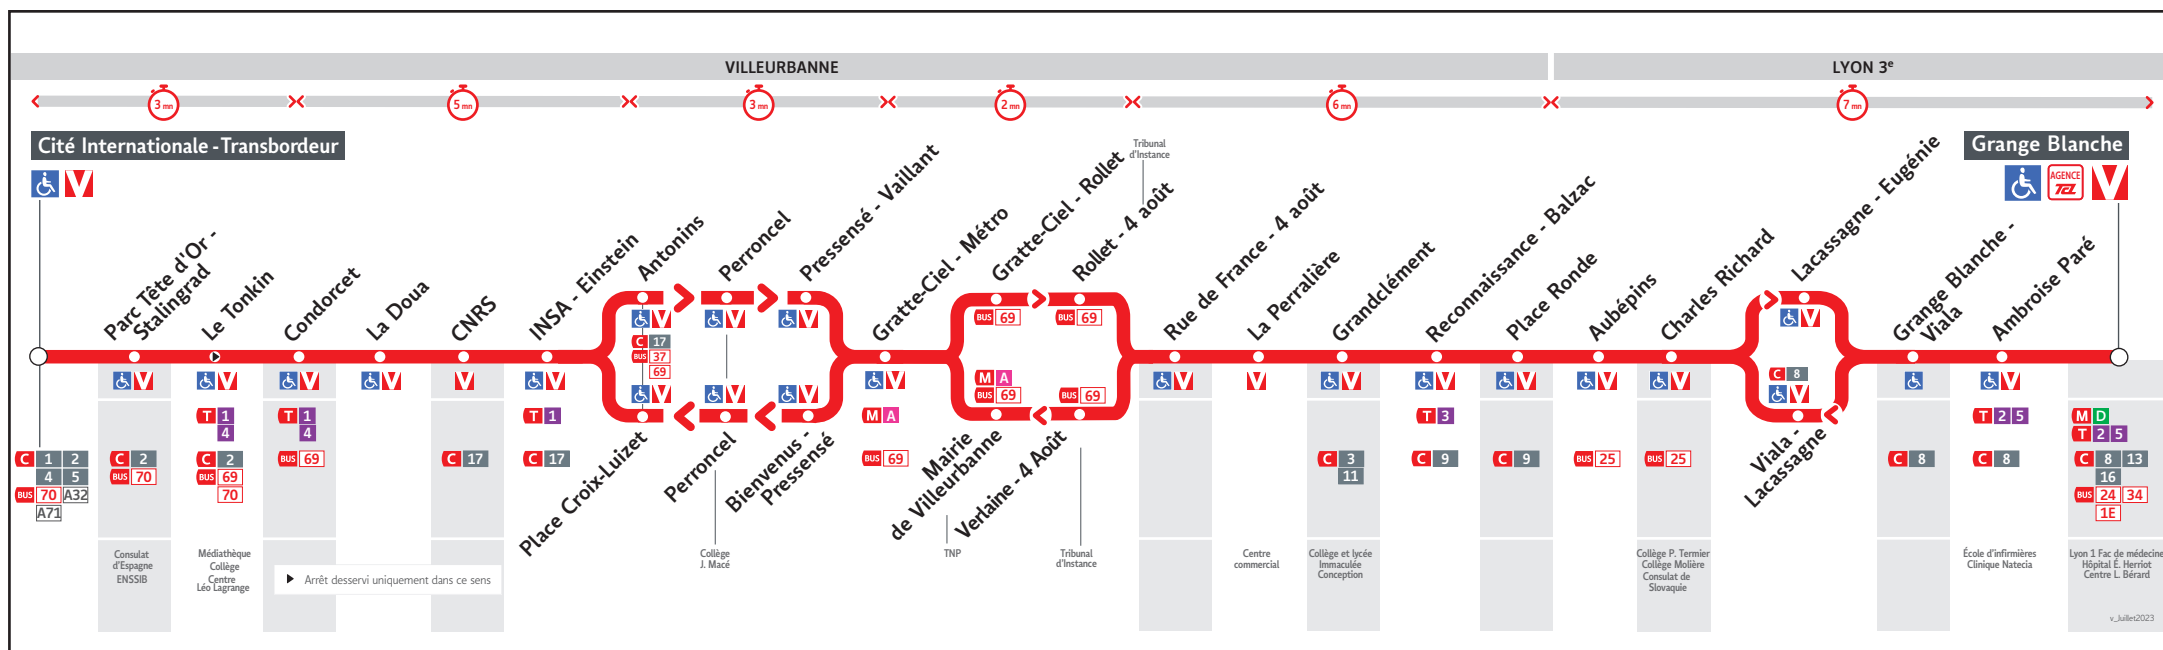 VILLEURBANNE
LYON 3e
3 mn
5 mn
3 mn
2 mn
6 mn
7 mn
Cité Internationale - Transbordeur
Grange Blanche
AGENCE
TCL
Parc Tête d'Or -
Stalingrad
Le Tonkin
Condorcet
La Doua
CNRS
INSA - Einstein
Antonins
Perroncel
Pressensé - Vaillant
Gratte-Ciel - Métro
Gratte-Ciel - Rollet
Tribunal
d'Instance
Rollet - 4 août
Rue de France - 4 août
La Perralière
Grandclément
Reconnaissance - Balzac
Place Ronde
Aubépins
Charles Richard
Lacassagne - Eugénie
Grange Blanche -
Viala
Ambroise Paré
Place Croix-Luizet
Perroncel
Bienvenus -
Pressensé
Mairie
de Villeurbanne
Verlaine - 4 Août
Viala -
Lacassagne
C 1 2
4 5
BUS 70 A32
A71
C 2
BUS 70
T 1
4
C 2
BUS 69
70
T 1
4
BUS 69
C 17
T 1
C 17
C 17
BUS 37
69
M A
BUS 69
BUS 69
BUS 69
M A
BUS 69
BUS 69
C 3
11
T 3
C 9
C 9
BUS 25
BUS 25
C 8
C 8
T 2 5
C 8
M D
T 2 5
C 8 13
16
BUS 24 34
1E
Consulat
d'Espagne
ENSSIB
Médiathèque
Collège
Centre
Léo Lagrange
Arrêt desservi uniquement dans ce sens
Collège
J. Macé
TNP
Tribunal
d'Instance
Centre
commercial
Collège et lycée
Immaculée
Conception
Collège P. Termier
Collège Molière
Consulat de
Slovaquie
École d'infirmières
Clinique Natecia
Lyon 1 Fac de médecine
Hôpital É. Herriot
Centre L. Bérard
v_Juillet2023